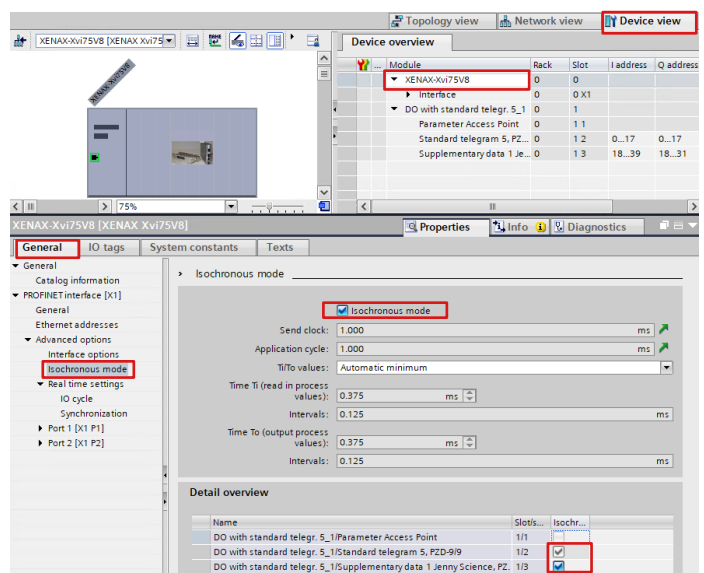 Topology view Network view Device view
XENAX-Xvi75V8 [XENAX Xvi75
Device overview
... Module Rack Slot I address Q address
XENAX-Xvi75V8 0 0
Interface 0 0 X1
DO with standard telegr. 5_1 0 1
Parameter Access Point 0 1 1
Standard telegram 5, PZ... 0 1 2 0...17 0...17
Supplementary data 1 Je... 0 1 3 18...39 18...31
XENAX-Xvi75V8
75%
XENAX-Xvi75V8 [XENAX Xvi75V8]
Properties Info Diagnostics
General IO tags System constants Texts
General
Catalog information
PROFINET interface [X1]
General
Ethernet addresses
Advanced options
Interface options
Isochronous mode
Real time settings
IO cycle
Synchronization
Port 1 [X1 P1]
Port 2 [X1 P2]
Isochronous mode
Isochronous mode
Send clock: 1.000 ms
Application cycle: 1.000 ms
Ti/To values: Automatic minimum
Time Ti (read in process
values): 0.375 ms
Intervals: 0.125 ms
Time To (output process
values): 0.375 ms
Intervals: 0.125 ms
Detail overview
Name Slot/s... Isochr...
DO with standard telegr. 5_1/Parameter Access Point 1/1
DO with standard telegr. 5_1/Standard telegram 5, PZD-9/9 1/2
DO with standard telegr. 5_1/Supplementary data 1 Jenny Science, PZ. 1/3